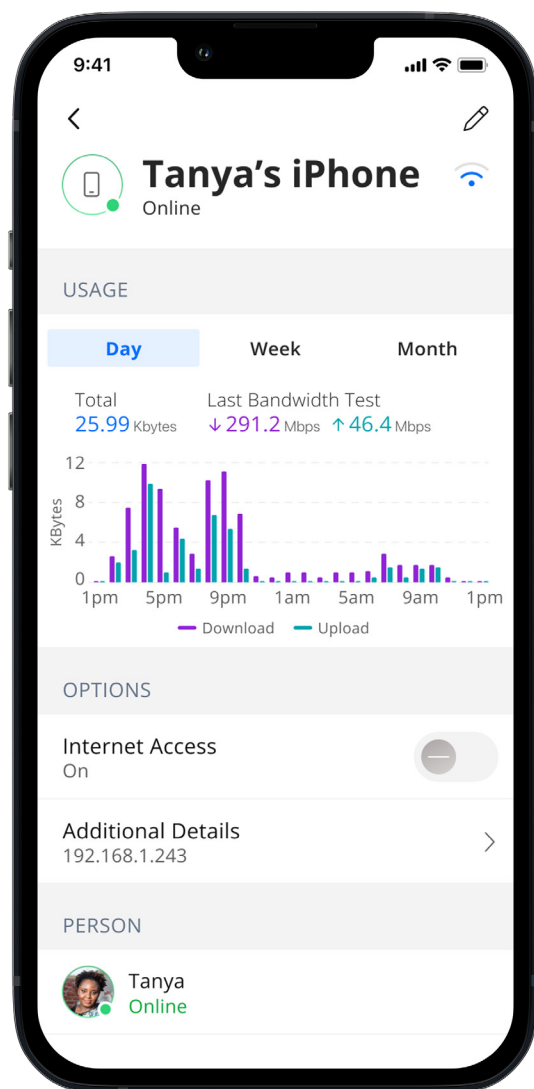 9:41
Tanya's iPhone
Online
USAGE
Day Week Month
Total Last Bandwidth Test
25.99 Kbytes ↓291.2 Mbps ↑46.4 Mbps
12
8
4
0
KBytes
1pm 5pm 9pm 1am 5am 9am 1pm
Download Upload
OPTIONS
Internet Access
On
Additional Details
192.168.1.243
PERSON
Tanya
Online